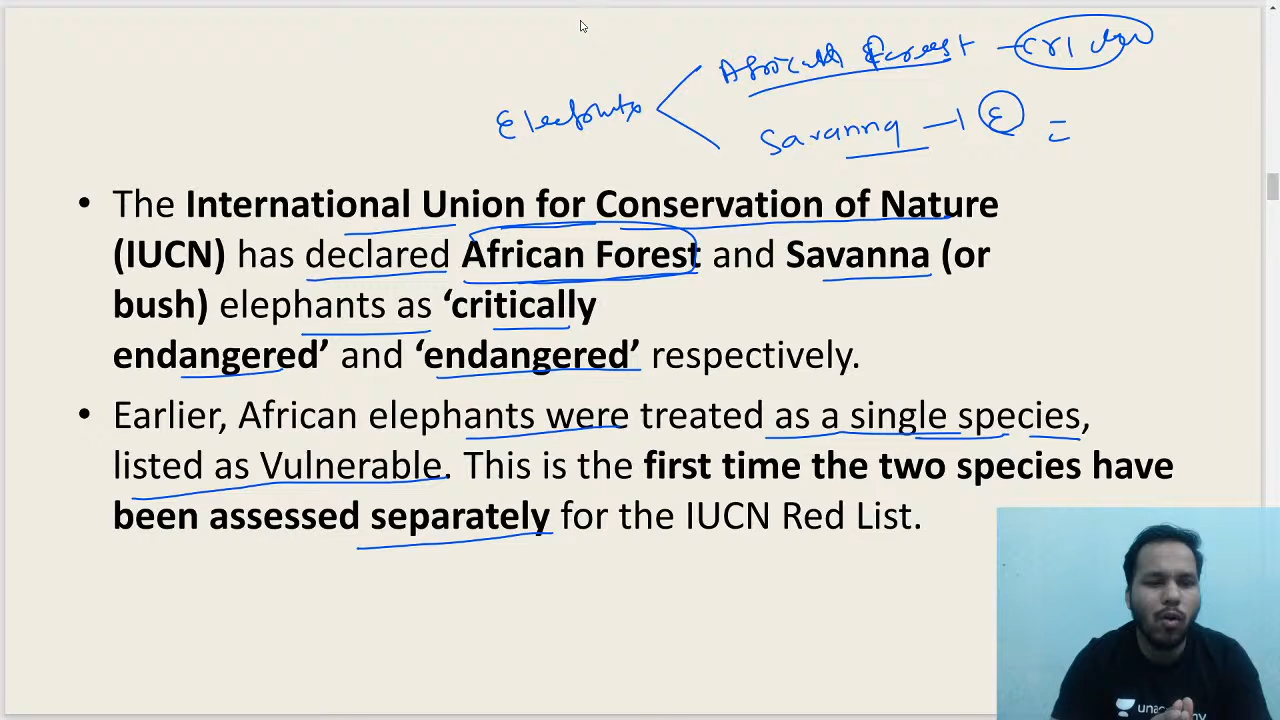 African Forest
Elephants
Savanna — E
• The International Union for Conservation of Nature
(IUCN) has declared African Forest and Savanna (or
bush) elephants as ‘critically
endangered’ and ‘endangered’ respectively.
• Earlier, African elephants were treated as a single species,
listed as Vulnerable. This is the first time the two species have
been assessed separately for the IUCN Red List.